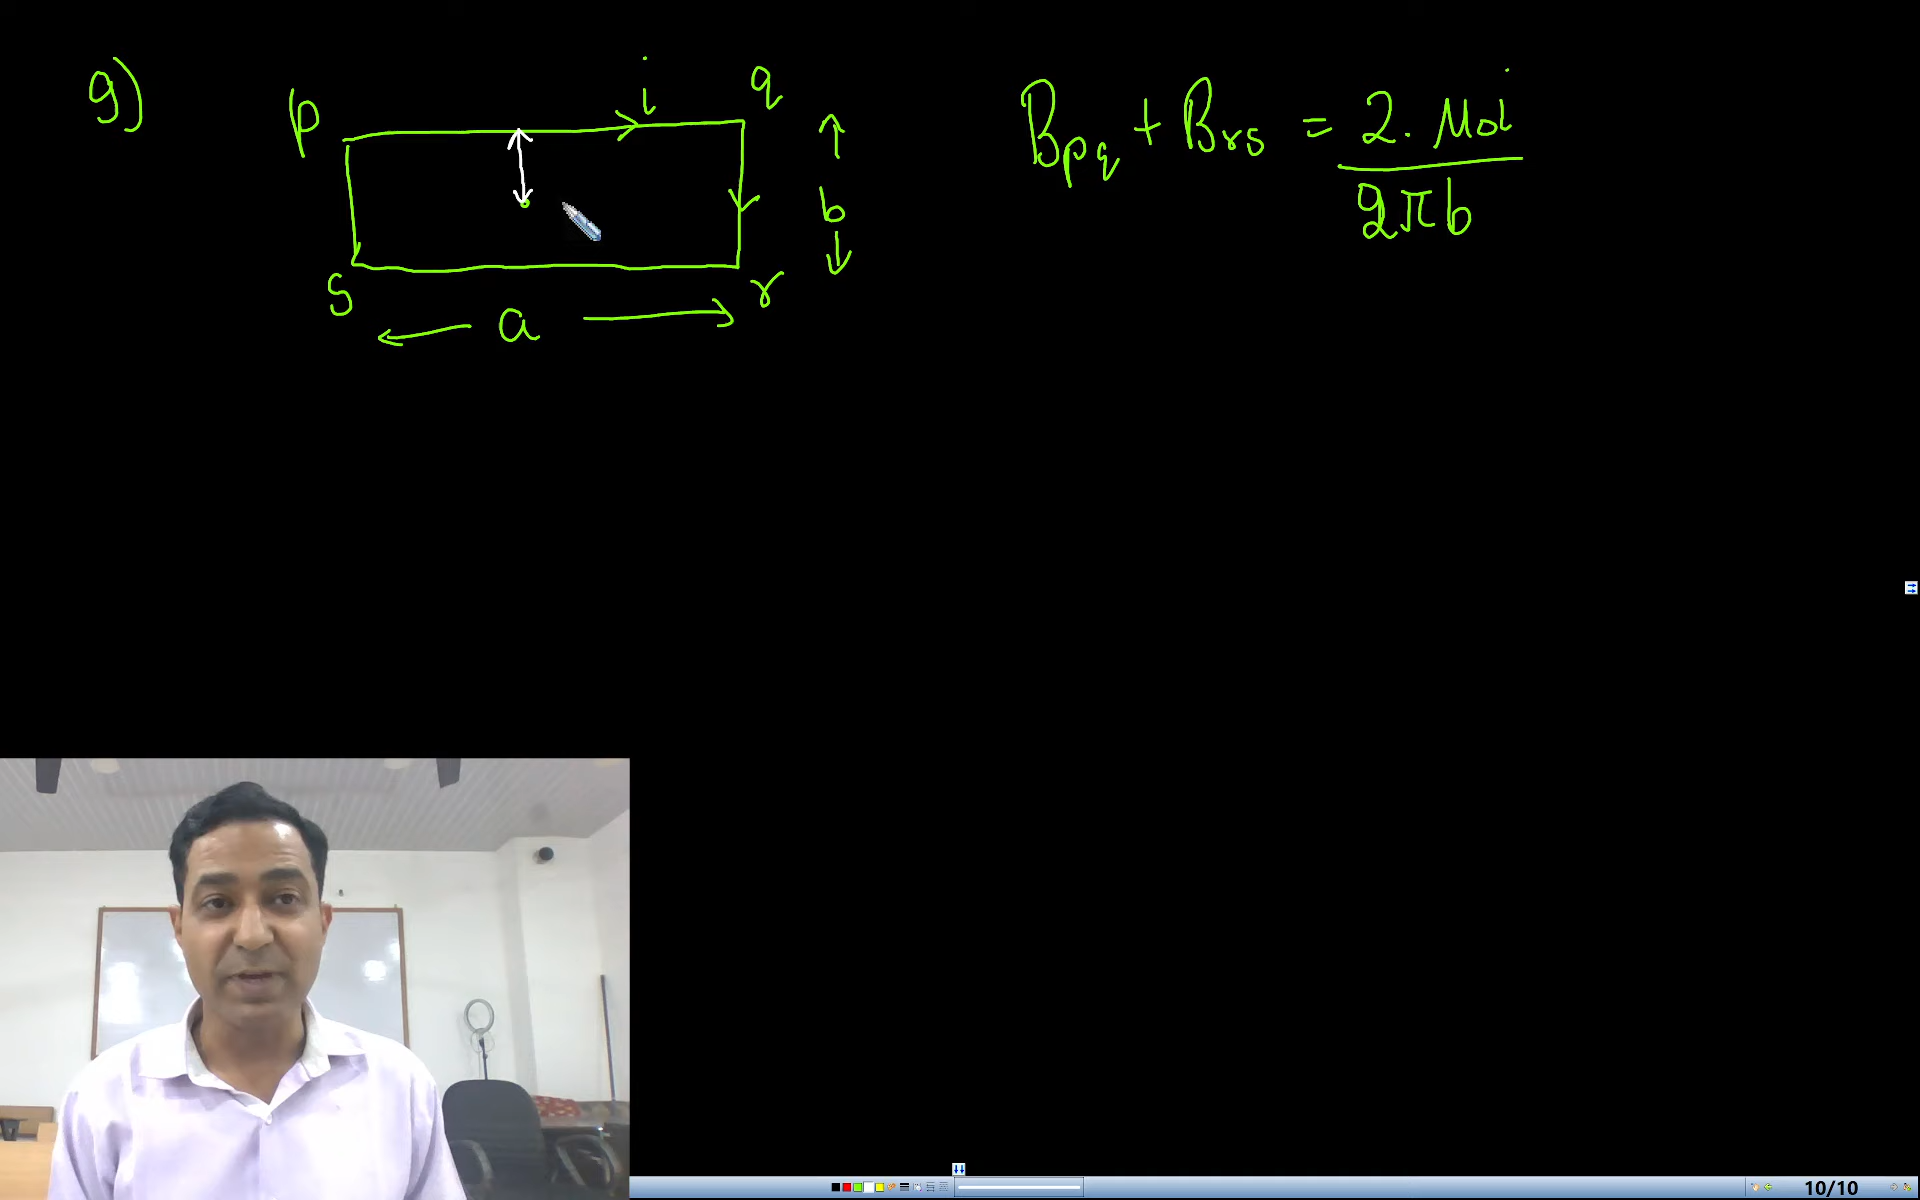 9)
p
i
q
b
s
r
a
Bpq + Brs = 2. μ0i
2πb
10/10